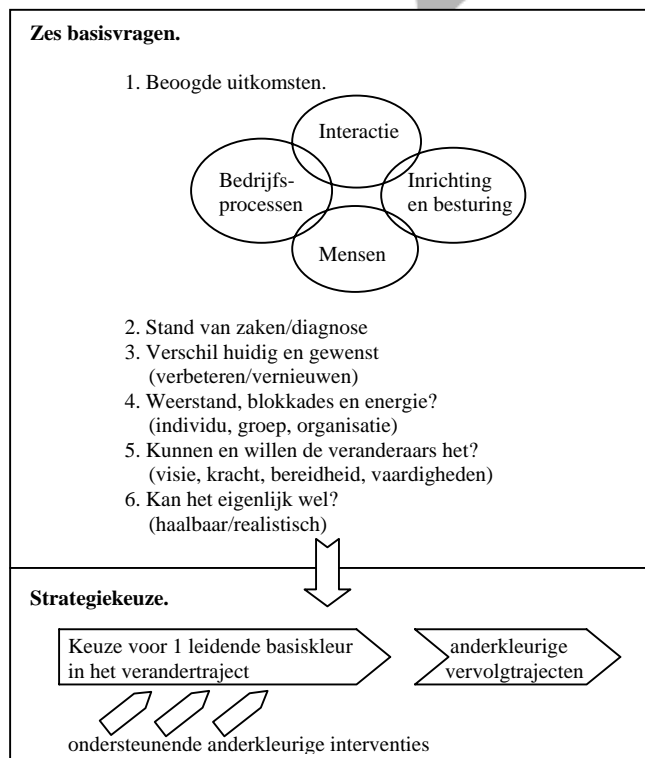 Zes basisvragen.
1. Beoogde uitkomsten.
Interactie
Bedrijfs-
processen
Inrichting
en besturing
Mensen
2. Stand van zaken/diagnose
3. Verschil huidig en gewenst
(verbeteren/vernieuwen)
4. Weerstand, blokkades en energie?
(individu, groep, organisatie)
5. Kunnen en willen de veranderaars het?
(visie, kracht, bereidheid, vaardigheden)
6. Kan het eigenlijk wel?
(haalbaar/realistisch)
Strategiekeuze.
Keuze voor 1 leidende basiskleur
in het verandertraject
anderkleurige
vervolgtrajecten
ondersteunende anderkleurige interventies